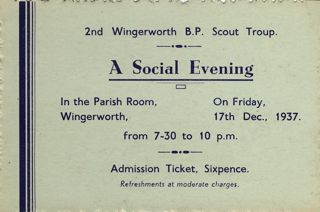 2nd Wingerworth B.P. Scout Troup.
A Social Evening
In the Parish Room, On Friday,
Wingerworth, 17th Dec., 1937.
from 7-30 to 10 p.m.
Admission Ticket, Sixpence.
Refreshments at moderate charges.